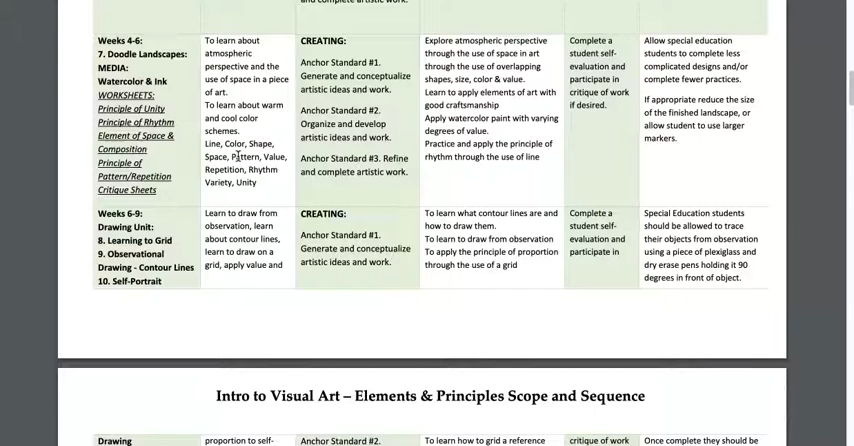 and complete artistic work.
Weeks 4-6:
7. Doodle Landscapes:
MEDIA:
Watercolor & Ink
WORKSHEETS:
Principle of Unity
Principle of Rhythm
Element of Space &
Composition
Principle of
Pattern/Repetition
Critique Sheets
To learn about
atmospheric
perspective and the
use of space in a piece
of art.
To learn about warm
and cool color
schemes.
Line, Color, Shape,
Space, Pattern, Value,
Repetition, Rhythm
Variety, Unity
CREATING:
Anchor Standard #1.
Generate and conceptualize
artistic ideas and work.
Anchor Standard #2.
Organize and develop
artistic ideas and work.
Anchor Standard #3. Refine
and complete artistic work.
Explore atmospheric perspective
through the use of space in art
through the use of overlapping
shapes, size, color & value.
Learn to apply elements of art with
good craftsmanship
Apply watercolor paint with varying
degrees of value.
Practice and apply the principle of
rhythm through the use of line
Complete a
student self-
evaluation and
participate in
critique of work
if desired.
Allow special education
students to complete less
complicated designs and/or
complete fewer practices.
If appropriate reduce the size
of the finished landscape, or
allow student to use larger
markers.
Weeks 6-9:
Drawing Unit:
8. Learning to Grid
9. Observational
Drawing - Contour Lines
10. Self-Portrait
Learn to draw from
observation, learn
about contour lines,
learn to draw on a
grid, apply value and
CREATING:
Anchor Standard #1.
Generate and conceptualize
artistic ideas and work.
To learn what contour lines are and
how to draw them.
To learn to draw from observation
To apply the principle of proportion
through the use of a grid
Complete a
student self-
evaluation and
participate in
Special Education students
should be allowed to trace
their objects from observation
using a piece of plexiglass and
dry erase pens holding it 90
degrees in front of object.
Intro to Visual Art – Elements & Principles Scope and Sequence
Drawing
proportion to self-
Anchor Standard #2.
To learn how to grid a reference
critique of work
Once complete they should be